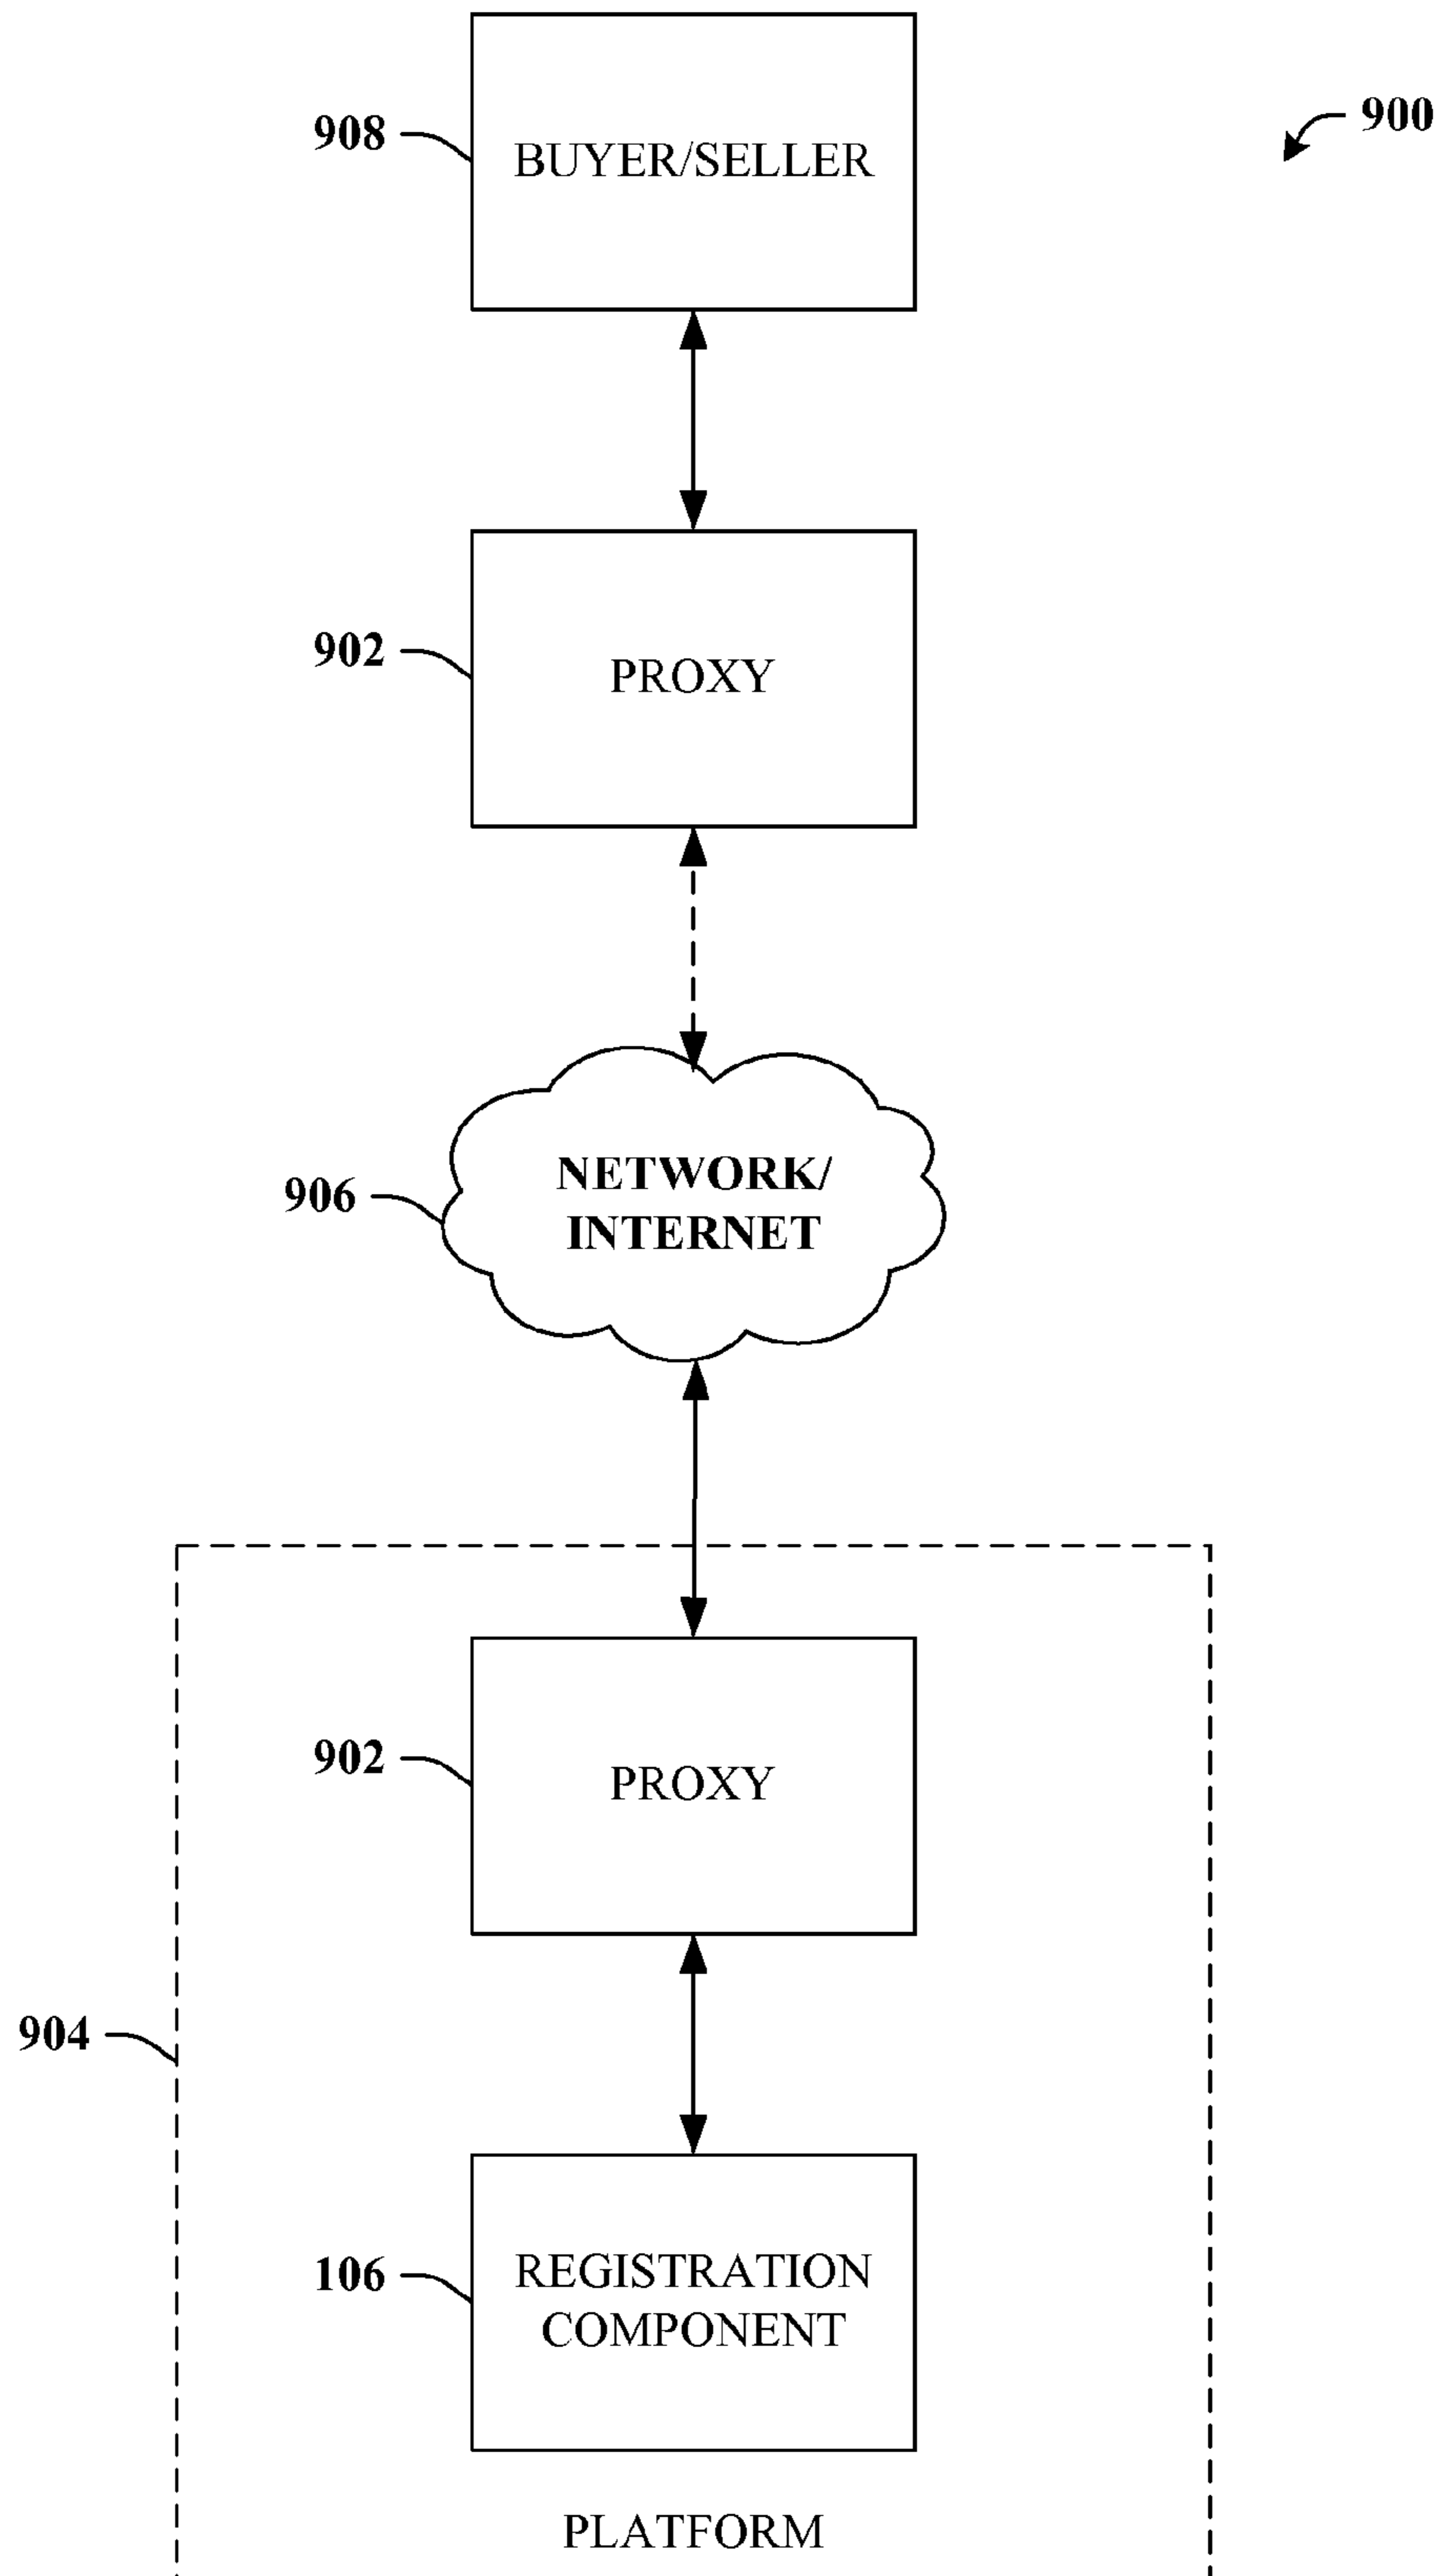 900
908
BUYER/SELLER
902
PROXY
906
NETWORK/
INTERNET
902
PROXY
904
106
REGISTRATION
COMPONENT
PLATFORM